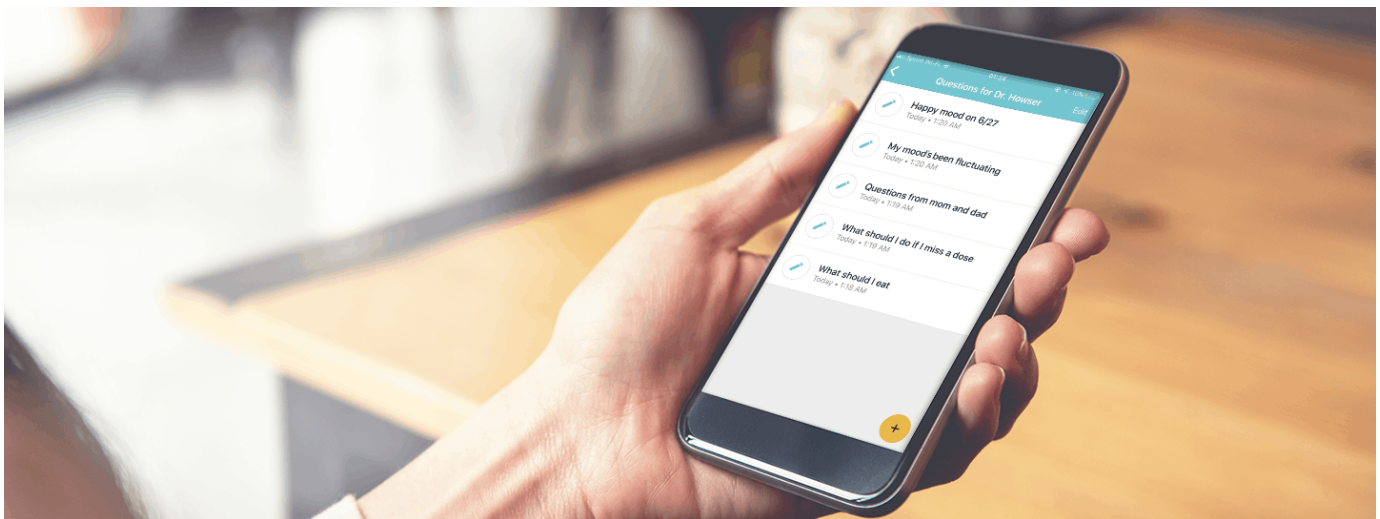 01:24
Questions for Dr. Howser
Edit
Happy mood on 6/27
Today • 1:20 AM
My mood's been fluctuating
Today • 1:20 AM
Questions from mom and dad
Today • 1:19 AM
What should I do if I miss a dose
Today • 1:19 AM
What should I eat
Today • 1:18 AM
+